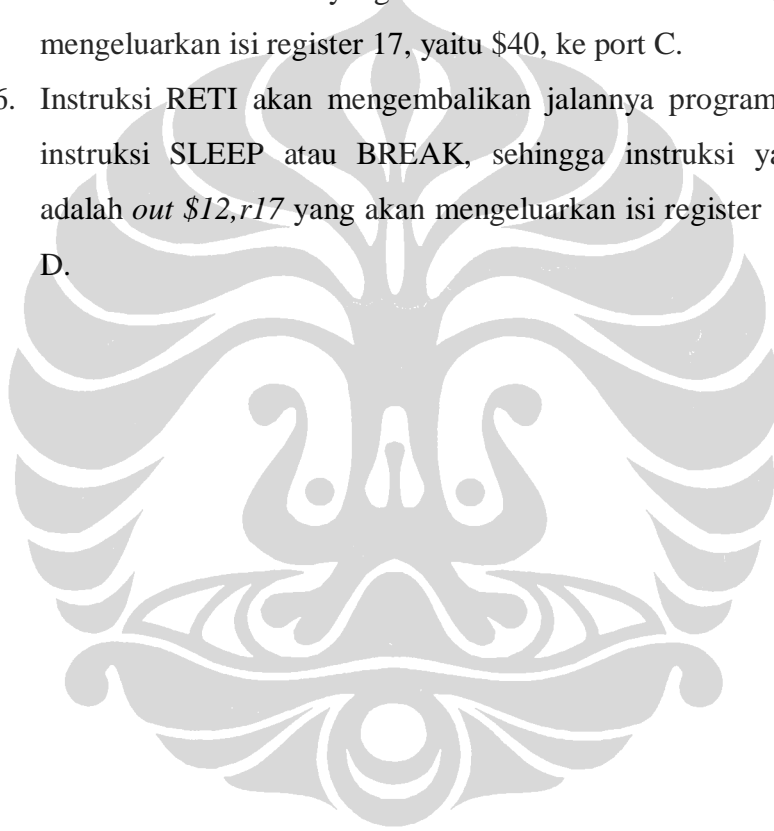 yang
mengeluarkan isi register 17, yaitu $40, ke port C.
6. Instruksi RETI akan mengembalikan jalannya program
instruksi SLEEP atau BREAK, sehingga instruksi
adalah out $12,r17 yang akan mengeluarkan isi register
D.